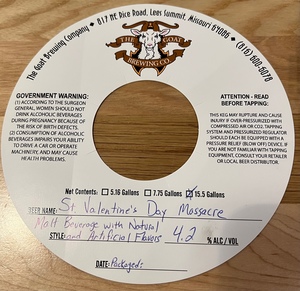 The Goat Brewing Company • 817 NE Rice Road, Lees Summit, Missouri 64086 • (816) 600-6078
THE GOAT
BREWING CO.
GOVERNMENT WARNING:
(1) ACCORDING TO THE SURGEON
GENERAL, WOMEN SHOULD NOT
DRINK ALCOHOLIC BEVERAGES
DURING PREGNANCY BECAUSE OF
THE RISK OF BIRTH DEFECTS.
(2) CONSUMPTION OF ALCOHOLIC
BEVERAGES IMPAIRS YOUR ABILITY
TO DRIVE A CAR OR OPERATE
MACHINERY, AND MAY CAUSE
HEALTH PROBLEMS.
ATTENTION - READ
BEFORE TAPPING:
THIS KEG MAY RUPTURE AND CAUSE
INJURY IF OVER-PRESSURIZED WITH
COMPRESSED AIR OR CO2. TAPPING
SYSTEM AND PRESSURIZED REGULATOR
SHOULD EACH BE EQUIPPED WITH A
PRESSURE RELIEF (BLOW OFF) DEVICE. IF
YOU ARE NOT FAMILIAR WITH TAPPING
EQUIPMENT, CONSULT YOUR RETAILER
OR LOCAL BEER DISTRIBUTOR.
Net Contents: 5.16 Gallons 7.75 Gallons 15.5 Gallons
BEER NAME: St Valentine's Day Massacre
Malt Beverage with Natural
STYLE: and Artificial Flavors 4.2 % ALC / VOL
DATE: Packaged: